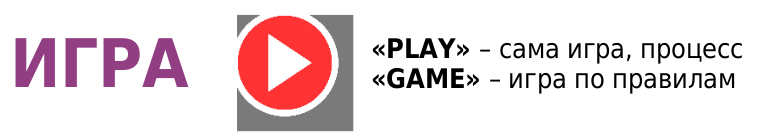 ИГРА
«PLAY» – сама игра, процесс
«GAME» – игра по правилам